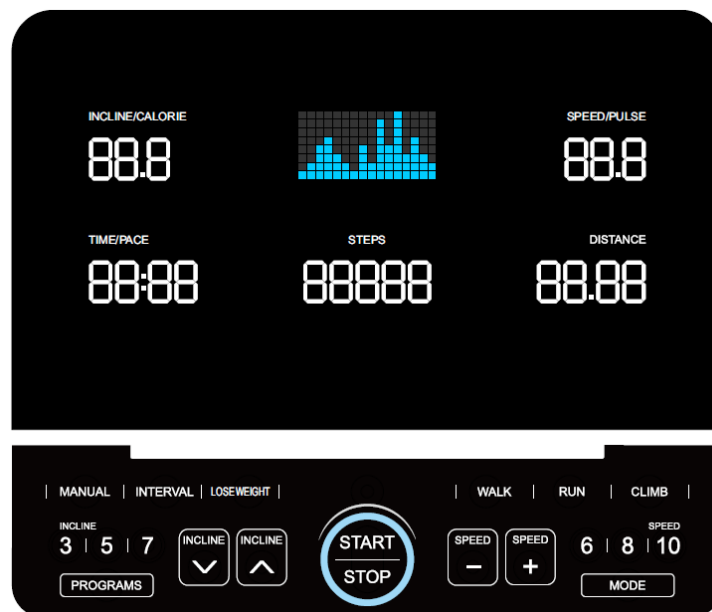 INCLINE/CALORIE
SPEED/PULSE
88.8
88.8
TIME/PACE
STEPS
DISTANCE
88:88
88888
88.88
MANUAL | INTERVAL | LOSE WEIGHT
WALK | RUN | CLIMB
INCLINE
3 | 5 | 7
PROGRAMS
INCLINE
INCLINE
START
STOP
SPEED
−
SPEED
+
SPEED
6 | 8 | 10
MODE